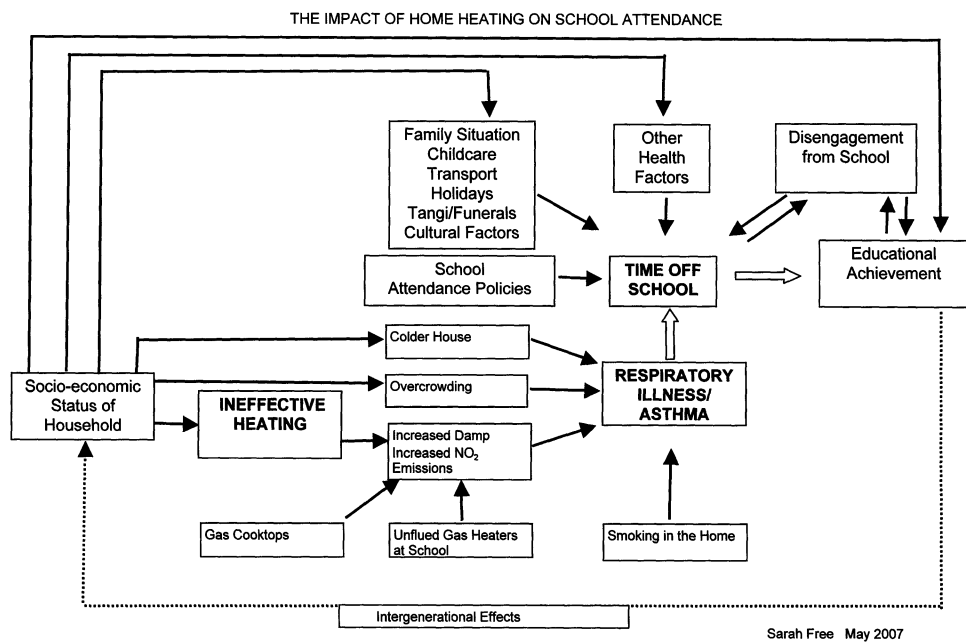 THE IMPACT OF HOME HEATING ON SCHOOL ATTENDANCE
Family Situation
Childcare
Transport
Holidays
Tangi/Funerals
Cultural Factors
Other
Health
Factors
Disengagement
from School
School
Attendance Policies
TIME OFF
SCHOOL
Educational
Achievement
Colder House
Socio-economic
Status of
Household
INEFFECTIVE
HEATING
Overcrowding
RESPIRATORY
ILLNESS/
ASTHMA
Increased Damp
Increased NO₂
Emissions
Gas Cooktops
Unflued Gas Heaters
at School
Smoking in the Home
Intergenerational Effects
Sarah Free May 2007